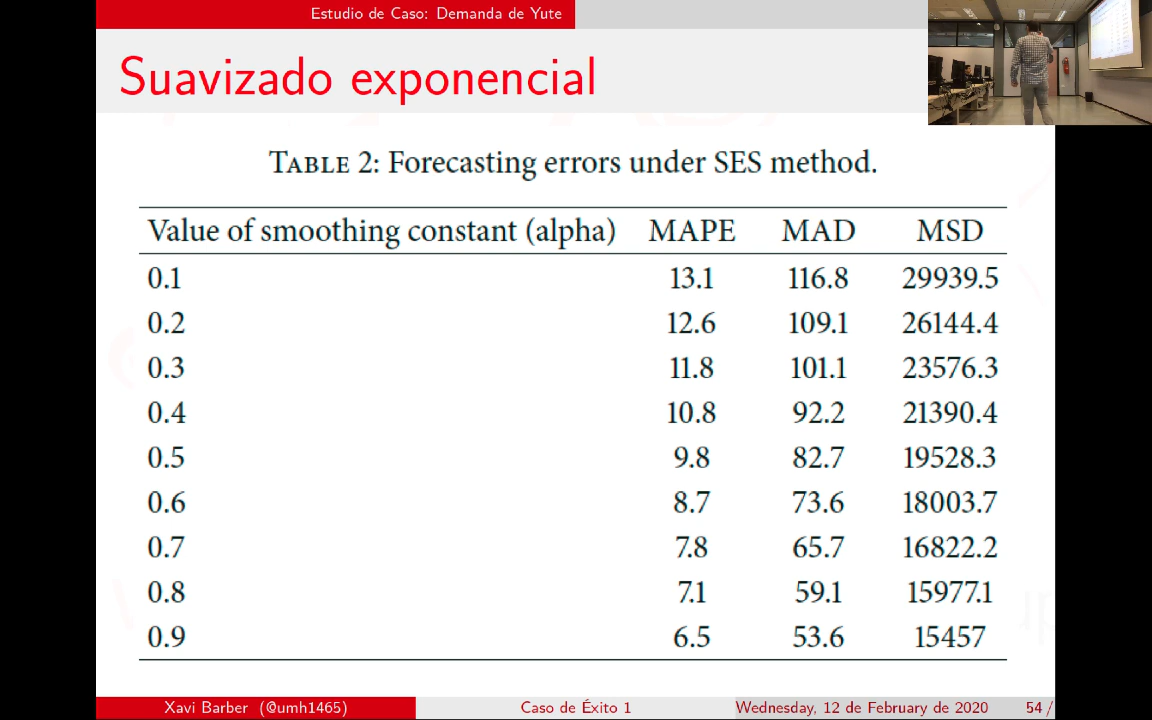 Estudio de Caso: Demanda de Yute
Suavizado exponencial
TABLE 2: Forecasting errors under SES method.
Value of smoothing constant (alpha) MAPE MAD MSD
0.1 13.1 116.8 29939.5
0.2 12.6 109.1 26144.4
0.3 11.8 101.1 23576.3
0.4 10.8 92.2 21390.4
0.5 9.8 82.7 19528.3
0.6 8.7 73.6 18003.7
0.7 7.8 65.7 16822.2
0.8 7.1 59.1 15977.1
0.9 6.5 53.6 15457
Xavi Barber (@umh1465) Caso de Éxito 1 Wednesday, 12 de February de 2020 54 /